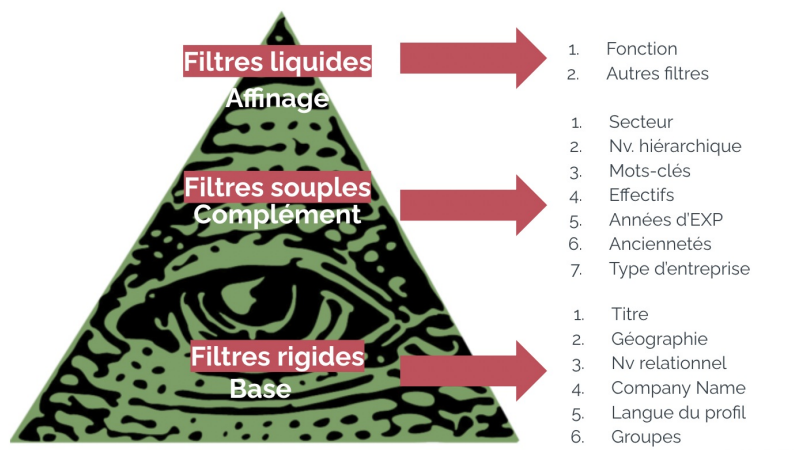 Filtres liquides
Affinage
1. Fonction
2. Autres filtres
Filtres souples
Complément
1. Secteur
2. Nv. hiérarchique
3. Mots-clés
4. Effectifs
5. Années d'EXP
6. Anciennetés
7. Type d'entreprise
Filtres rigides
Base
1. Titre
2. Géographie
3. Nv relationnel
4. Company Name
5. Langue du profil
6. Groupes